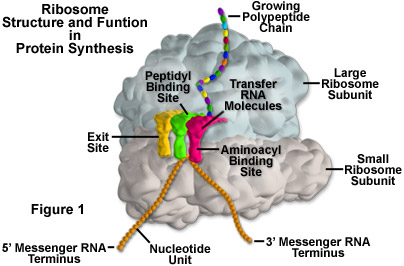 Ribosome
Structure and Funtion
in
Protein Synthesis
Growing
Polypeptide
Chain
Peptidyl
Binding
Site
Transfer
RNA
Molecules
Large
Ribosome
Subunit
Exit
Site
Aminoacyl
Binding
Site
Small
Ribosome
Subunit
Figure 1
5' Messenger RNA
Terminus
Nucleotide
Unit
3' Messenger RNA
Terminus